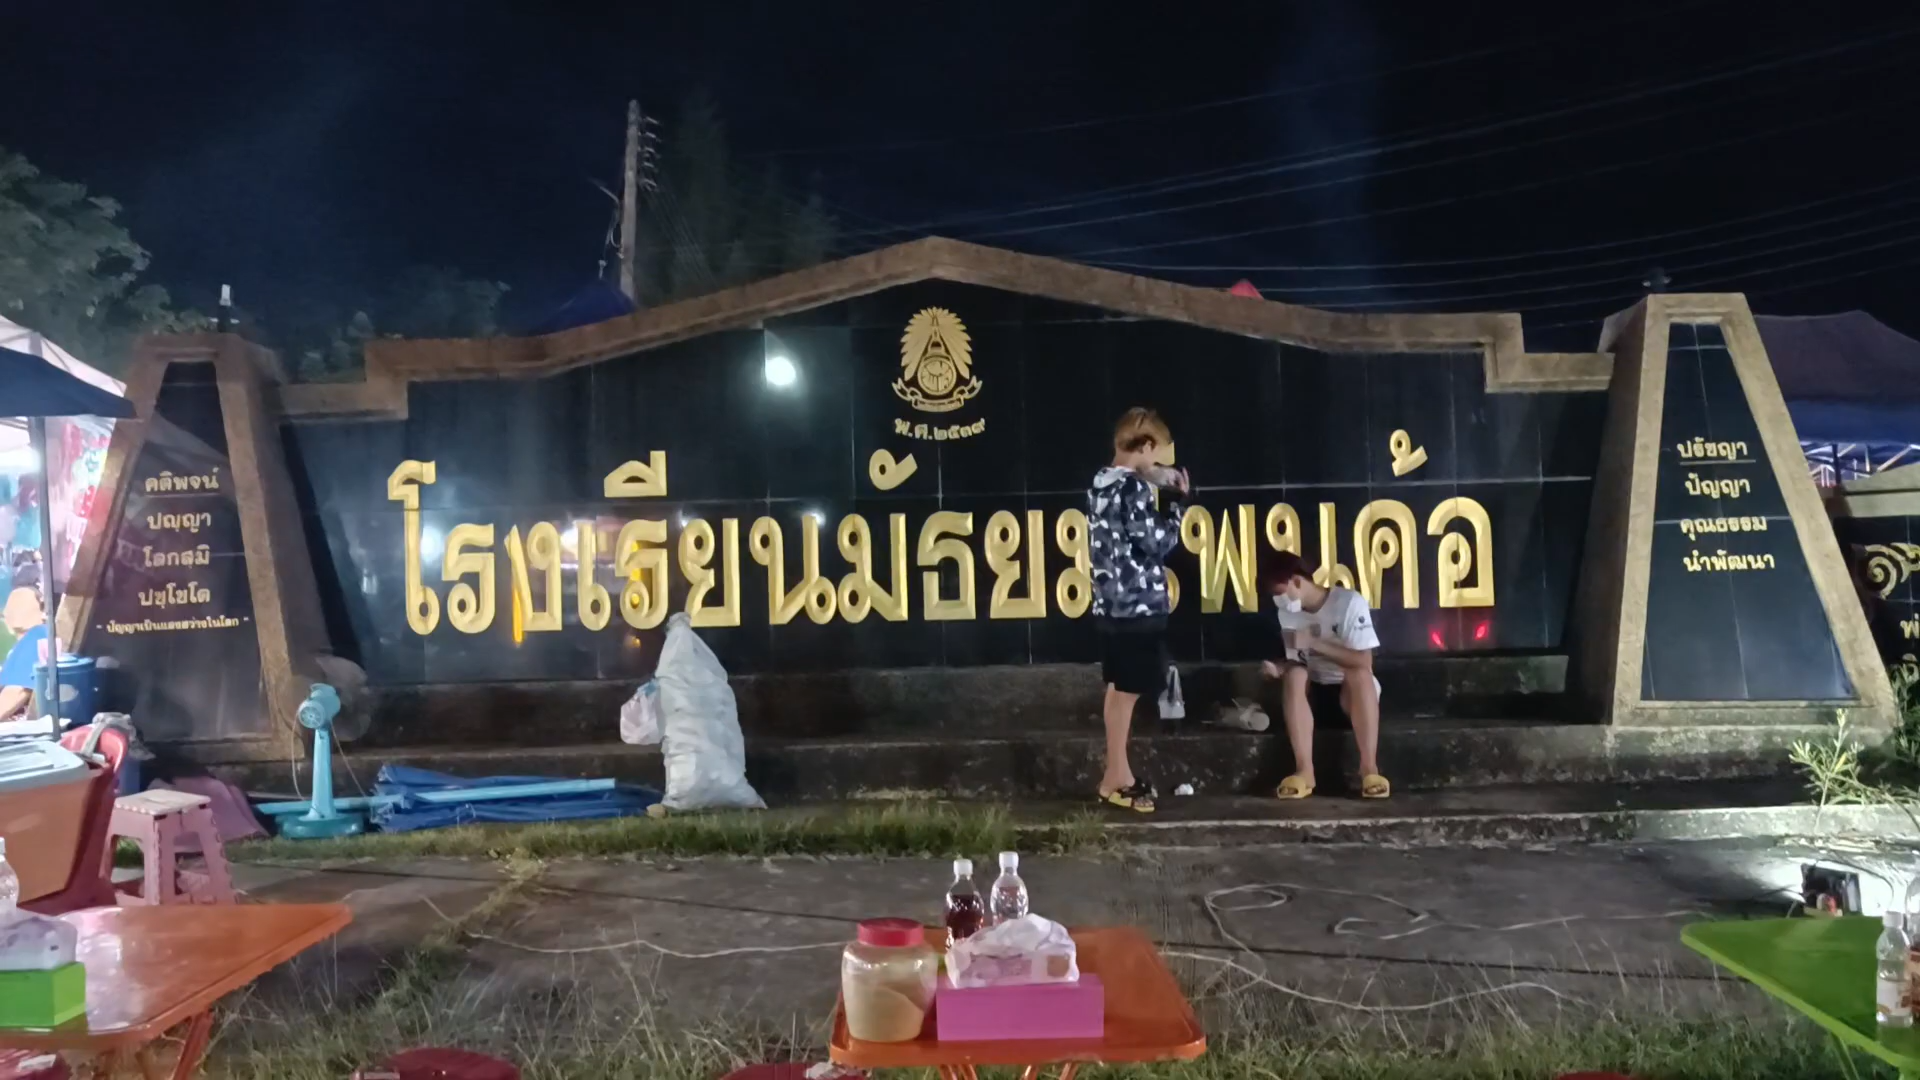 พ.ศ.๒๕๓๙
โรงเรียนมัธยมโพนค้อ
คติพจน์
ปญฺญา
โลกสฺมิ
ปชฺโชโต
"ปัญญาเป็นแสงสว่างในโลก"
ปรัชญา
ปัญญา
คุณธรรม
นำพัฒนา